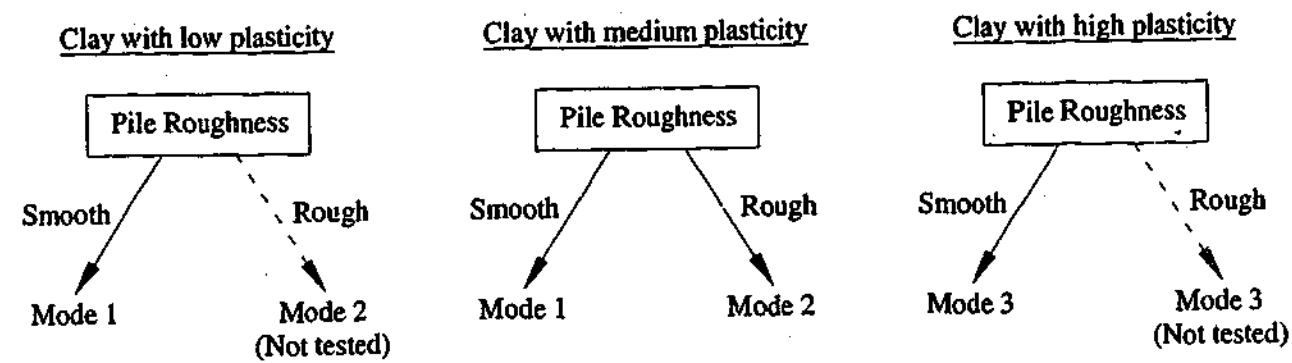 Clay with low plasticity
Pile Roughness
Smooth
Rough
Mode 1
Mode 2
(Not tested)
Clay with medium plasticity
Pile Roughness
Smooth
Rough
Mode 1
Mode 2
Clay with high plasticity
Pile Roughness
Smooth
Rough
Mode 3
Mode 3
(Not tested)